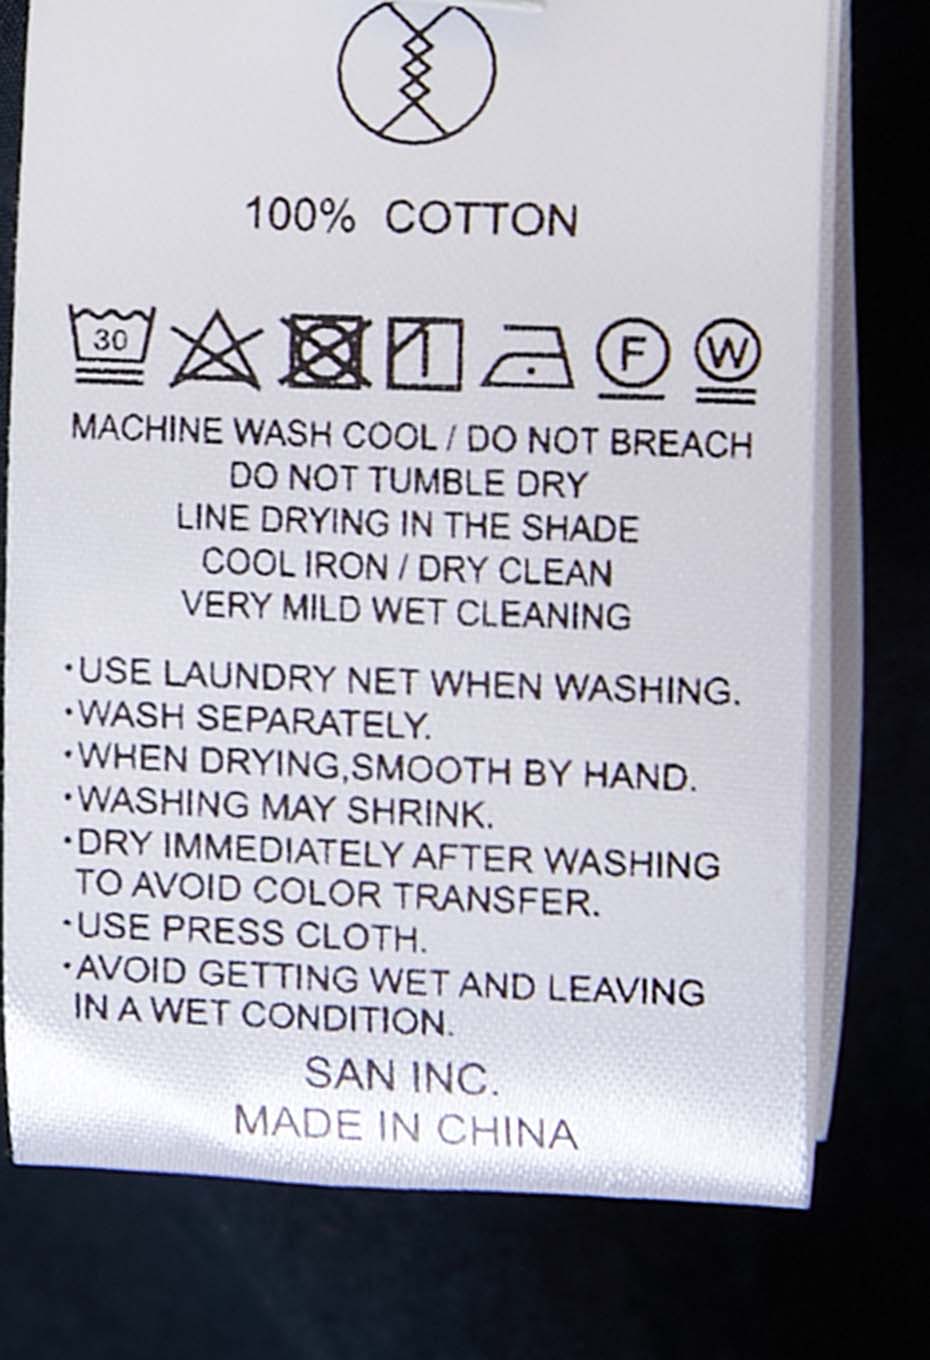 100% COTTON
30
F
W
MACHINE WASH COOL / DO NOT BREACH
DO NOT TUMBLE DRY
LINE DRYING IN THE SHADE
COOL IRON / DRY CLEAN
VERY MILD WET CLEANING
·USE LAUNDRY NET WHEN WASHING.
·WASH SEPARATELY.
·WHEN DRYING,SMOOTH BY HAND.
·WASHING MAY SHRINK.
·DRY IMMEDIATELY AFTER WASHING
TO AVOID COLOR TRANSFER.
·USE PRESS CLOTH.
·AVOID GETTING WET AND LEAVING
IN A WET CONDITION.
SAN INC.
MADE IN CHINA